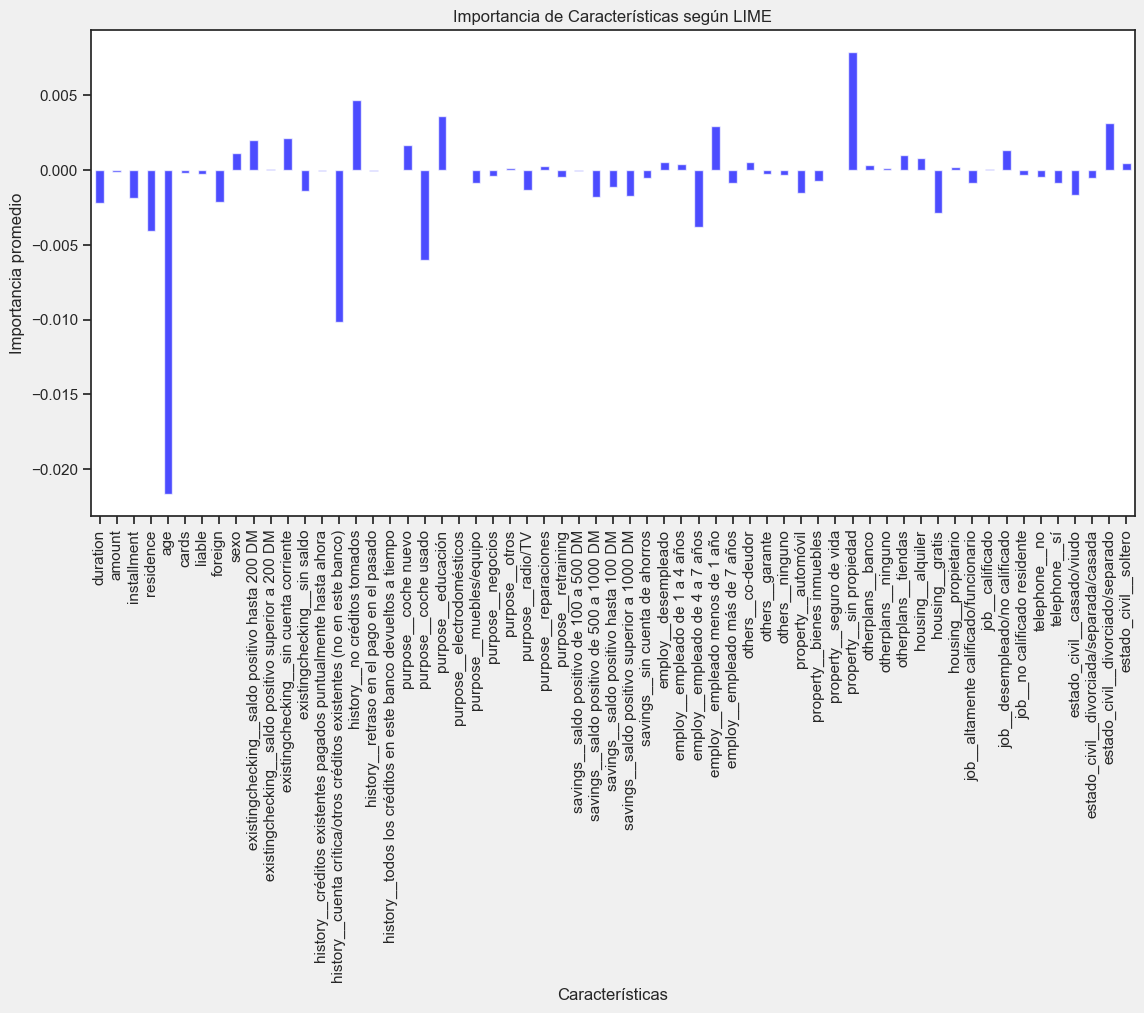 Importancia de Características según LIME
Importancia promedio
0.005
0.000
−0.005
−0.010
−0.015
−0.020
duration
amount
installment
residence
age
cards
liable
foreign
sexo
existingchecking__saldo positivo hasta 200 DM
existingchecking__saldo positivo superior a 200 DM
existingchecking__sin cuenta corriente
existingchecking__sin saldo
history__créditos existentes pagados puntualmente hasta ahora
history__cuenta crítica/otros créditos existentes (no en este banco)
history__no créditos tomados
history__retraso en el pago en el pasado
history__todos los créditos en este banco devueltos a tiempo
purpose__coche nuevo
purpose__coche usado
purpose__educación
purpose__electrodomésticos
purpose__muebles/equipo
purpose__negocios
purpose__otros
purpose__radio/TV
purpose__reparaciones
purpose__retraining
savings__saldo positivo de 100 a 500 DM
savings__saldo positivo de 500 a 1000 DM
savings__saldo positivo hasta 100 DM
savings__saldo positivo superior a 1000 DM
savings__sin cuenta de ahorros
employ__desempleado
employ__empleado de 1 a 4 años
employ__empleado de 4 a 7 años
employ__empleado menos de 1 año
employ__empleado más de 7 años
others__co-deudor
others__garante
others__ninguno
property__automóvil
property__bienes inmuebles
property__seguro de vida
property__sin propiedad
otherplans__banco
otherplans__ninguno
otherplans__tiendas
housing__alquiler
housing__gratis
housing__propietario
job__altamente calificado/funcionario
job__calificado
job__desempleado/no calificado
job__no calificado residente
telephone__no
telephone__sí
estado_civil__casado/viudo
estado_civil__divorciada/separada/casada
estado_civil__divorciado/separado
estado_civil__soltero
Características